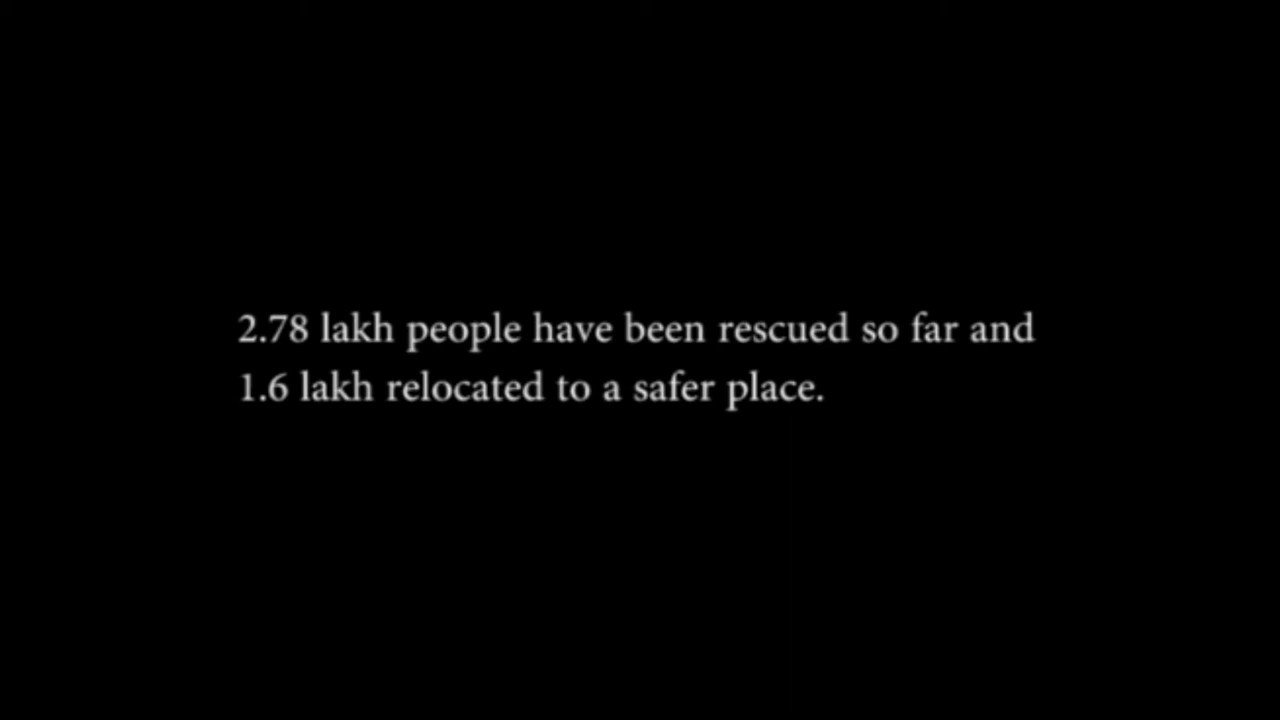 2.78 lakh people have been rescued so far and
1.6 lakh relocated to a safer place.